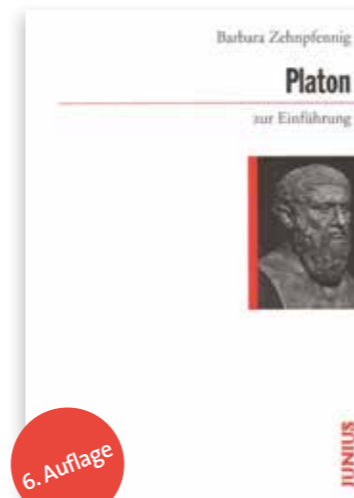 Barbara Zehnpfennig
Platon
zur Einführung
JUNIUS
6. Auflage